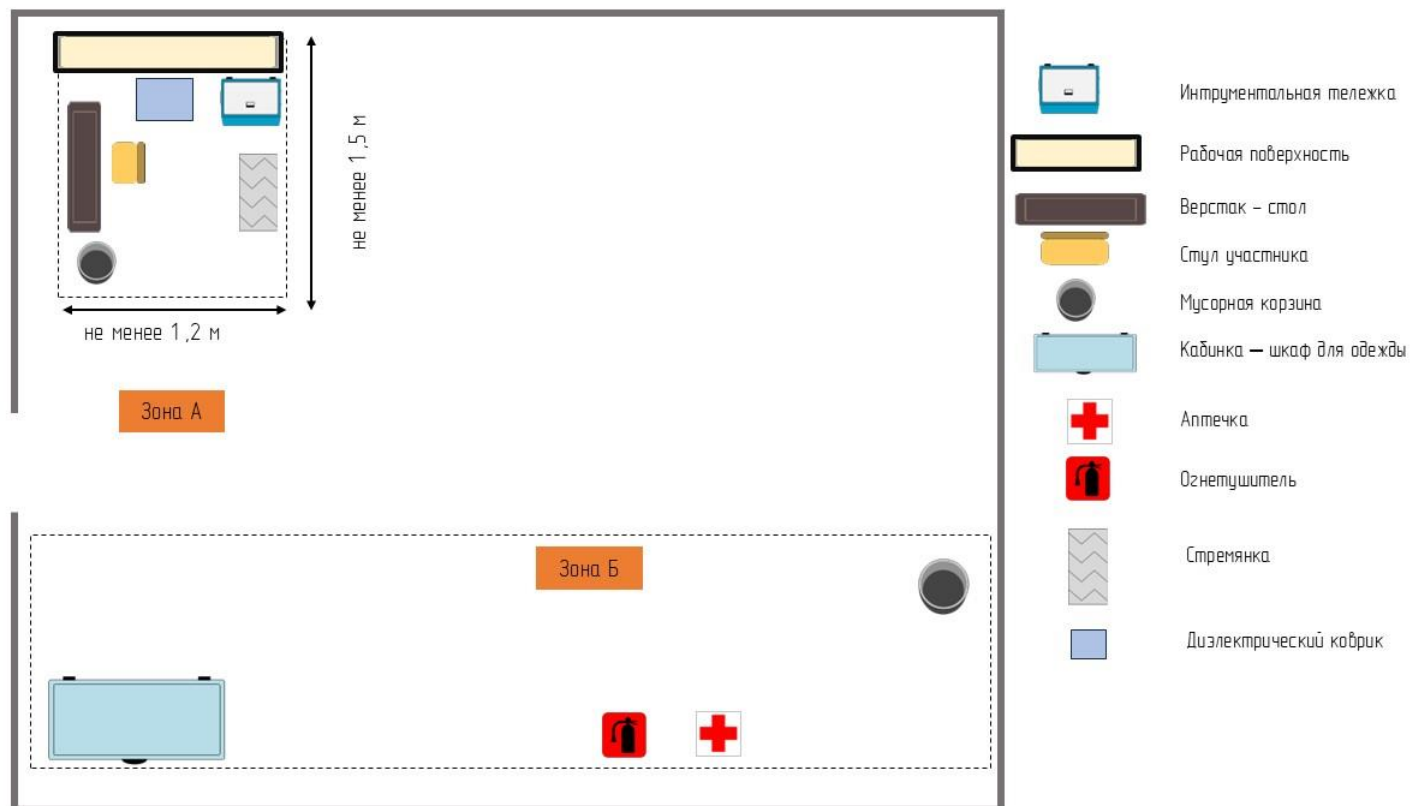 не менее 1,5 м
не менее 1,2 м
Зона А
Зона Б
Интрументальная тележка
Рабочая поверхность
Верстак – стол
Стул участника
Мусорная корзина
Кабинка – шкаф для одежды
Аптечка
Огнетушитель
Стремянка
Диэлектрический коврик